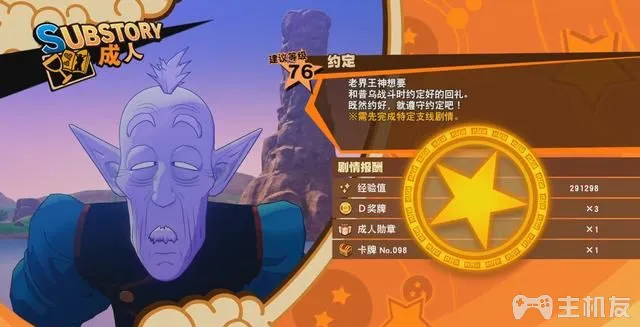 SUBSTORY
成人
建议等级
76
约定
老界王神想要
和普乌战斗时约定好的回礼。
既然约好，就遵守约定吧！
※需先完成特定支线剧情。
剧情报酬
经验值 291298
D奖牌 ×3
成人勋章 ×1
卡牌 No.098 ×1
主机友